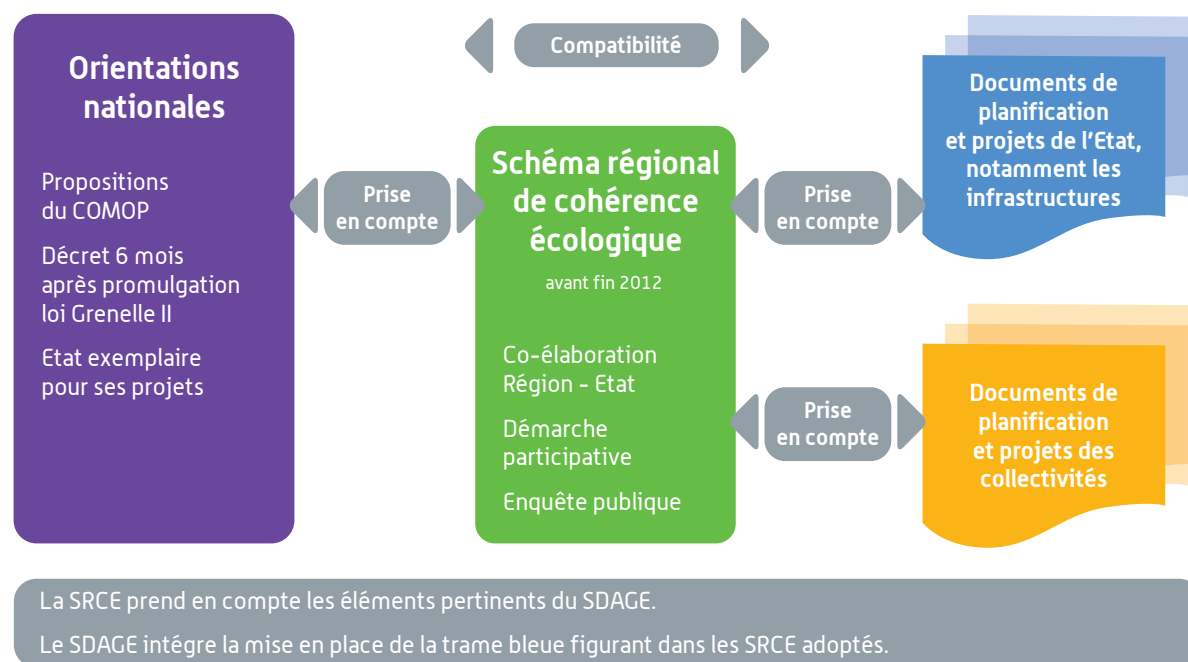 Orientations
nationales
Propositions
du COMOP
Décret 6 mois
après promulgation
loi Grenelle II
Etat exemplaire
pour ses projets
Compatibilité
Prise
en compte
Schéma régional
de cohérence
écologique
avant fin 2012
Co-élaboration
Région - Etat
Démarche
participative
Enquête publique
Prise
en compte
Documents de
planification
et projets de l'Etat,
notamment les
infrastructures
Prise
en compte
Documents de
planification
et projets des
collectivités
La SRCE prend en compte les éléments pertinents du SDAGE.
Le SDAGE intégre la mise en place de la trame bleue figurant dans les SRCE adoptés.